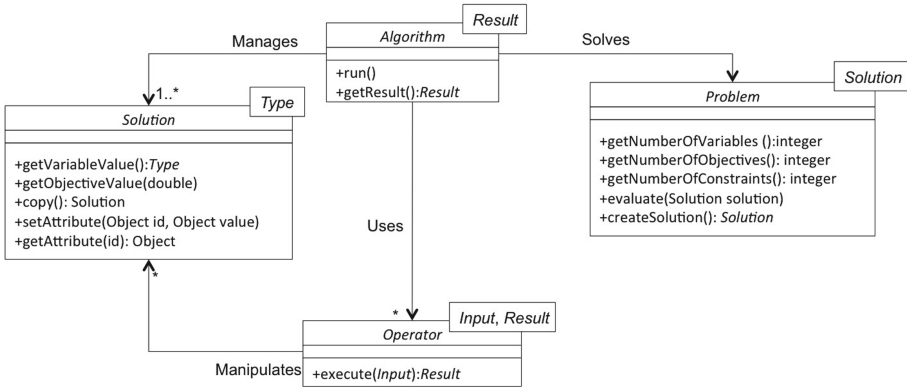 Result
Algorithm
Manages
Solves
+run()
+getResult():Result
1..*
Type
Solution
+getVariableValue():Type
+getObjectiveValue(double)
+copy(): Solution
+setAttribute(Object id, Object value)
+getAttribute(id): Object
Solution
Problem
+getNumberOfVariables ():integer
+getNumberOfObjectives(): integer
+getNumberOfConstraints(): integer
+evaluate(Solution solution)
+createSolution(): Solution
Uses
*
*
Input, Result
Operator
Manipulates
+execute(Input):Result